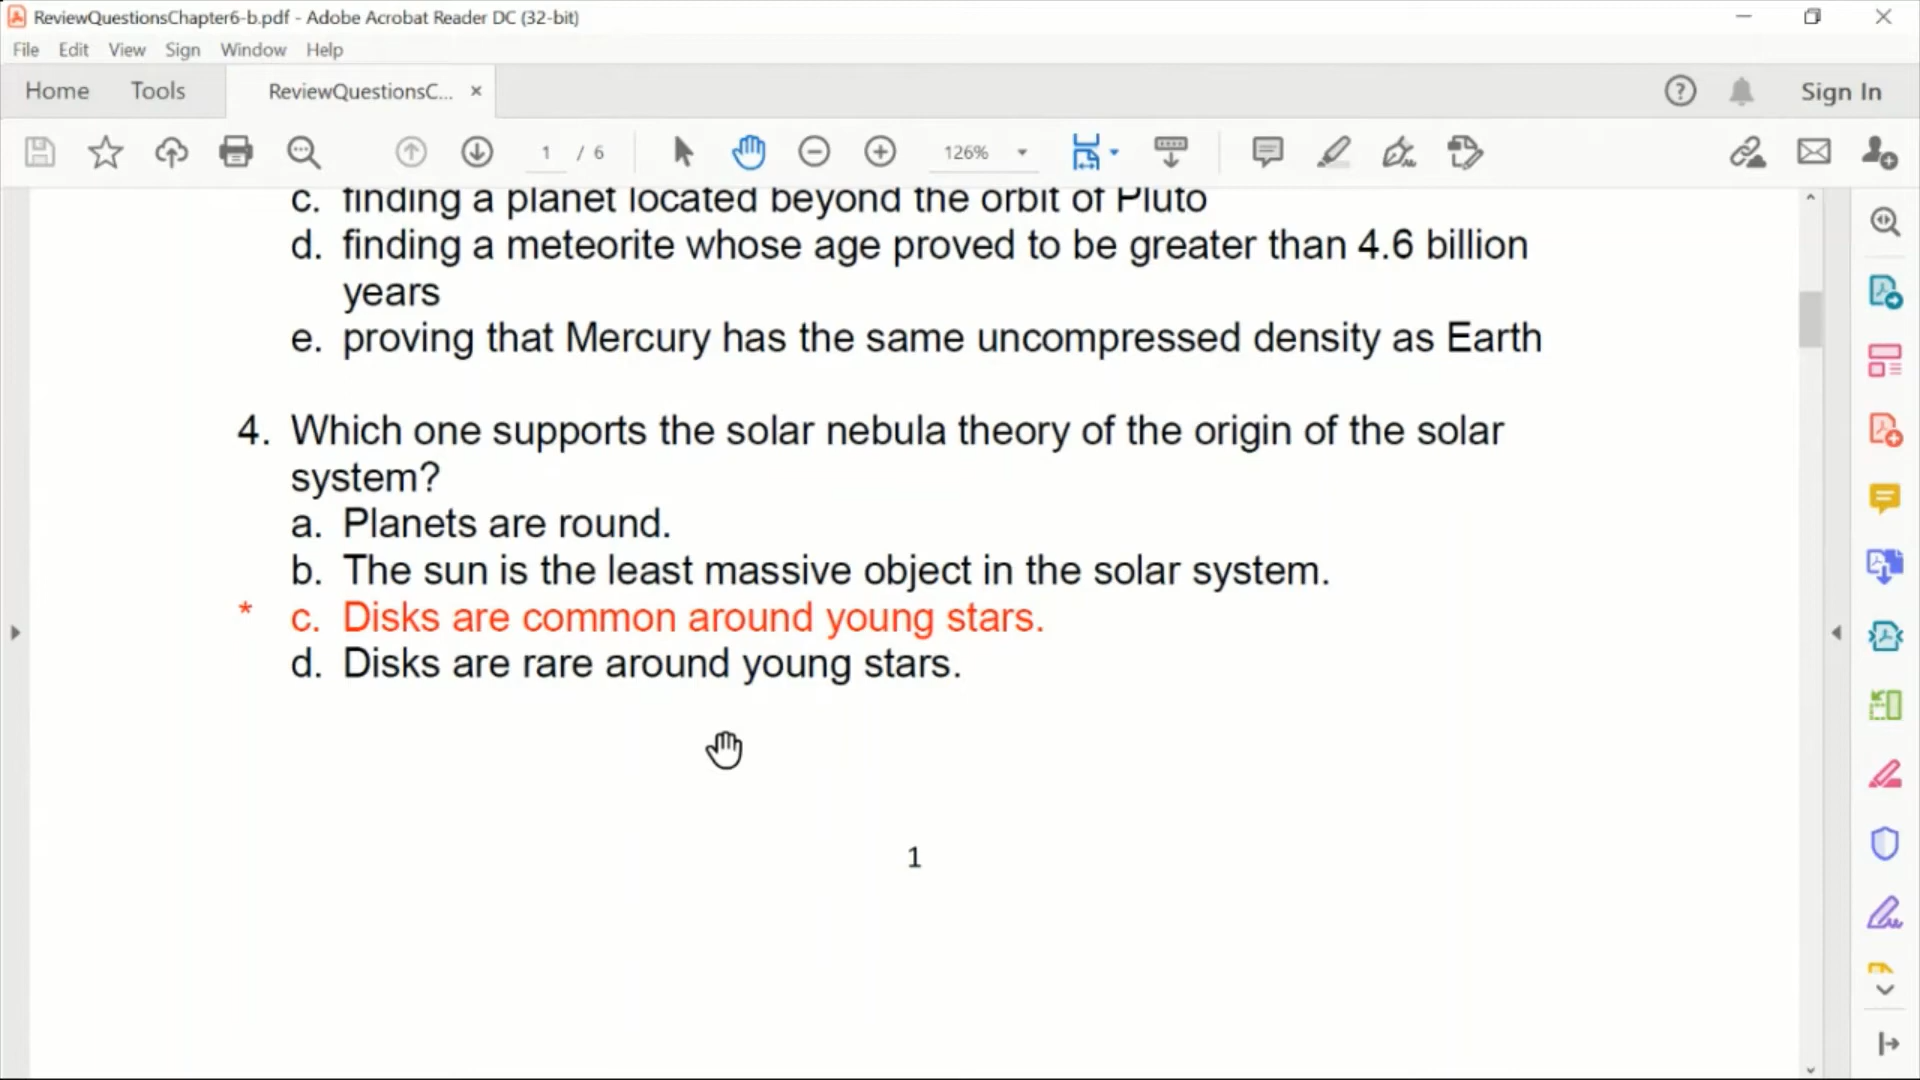 ReviewQuestionsChapter6-b.pdf - Adobe Acrobat Reader DC (32-bit)
File Edit View Sign Window Help
Home Tools ReviewQuestionsC... × Sign In
1 / 6 126%
c. finding a planet located beyond the orbit of Pluto
d. finding a meteorite whose age proved to be greater than 4.6 billion
years
e. proving that Mercury has the same uncompressed density as Earth
4. Which one supports the solar nebula theory of the origin of the solar
system?
a. Planets are round.
b. The sun is the least massive object in the solar system.
* c. Disks are common around young stars.
d. Disks are rare around young stars.
1